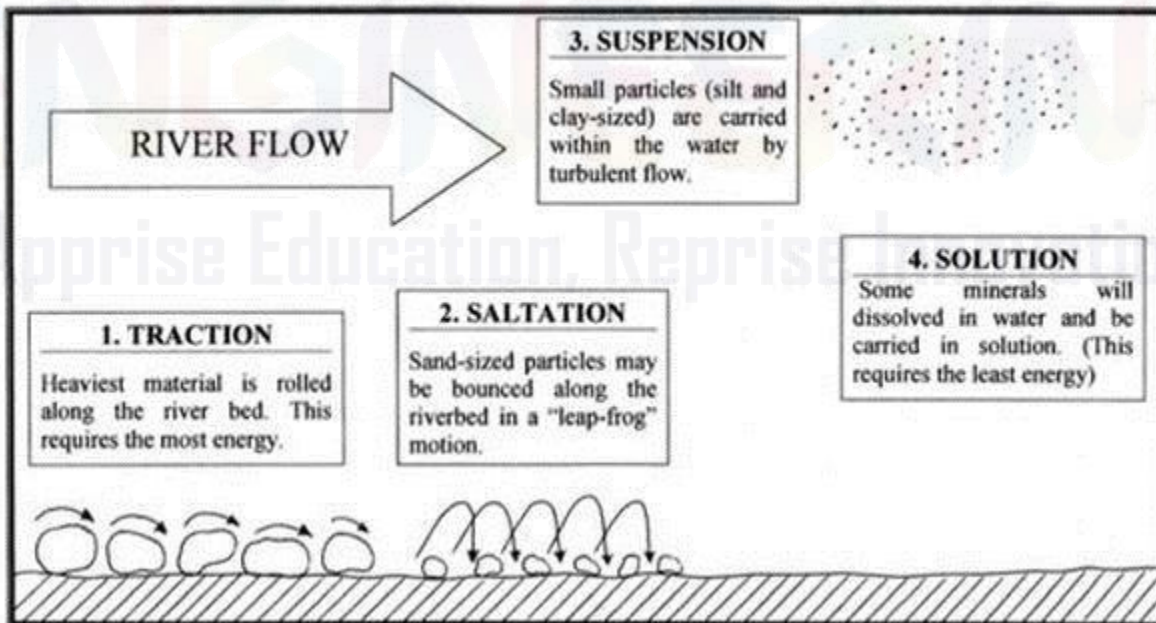 3. SUSPENSION
Small particles (silt and
clay-sized) are carried
within the water by
turbulent flow.
RIVER FLOW
4. SOLUTION
Some minerals will
dissolved in water and be
carried in solution. (This
requires the least energy)
1. TRACTION
Heaviest material is rolled
along the river bed. This
requires the most energy.
2. SALTATION
Sand-sized particles may
be bounced along the
riverbed in a “leap-frog”
motion.
Education, Reprise